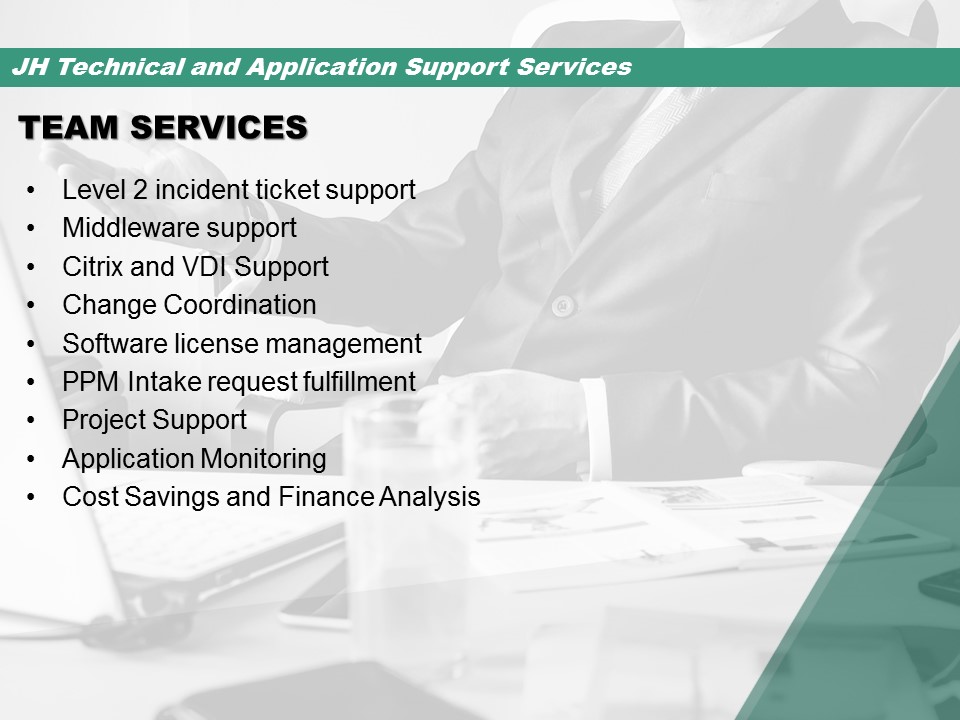 JH Technical and Application Support Services
TEAM SERVICES
• Level 2 incident ticket support
• Middleware support
• Citrix and VDI Support
• Change Coordination
• Software license management
• PPM Intake request fulfillment
• Project Support
• Application Monitoring
• Cost Savings and Finance Analysis